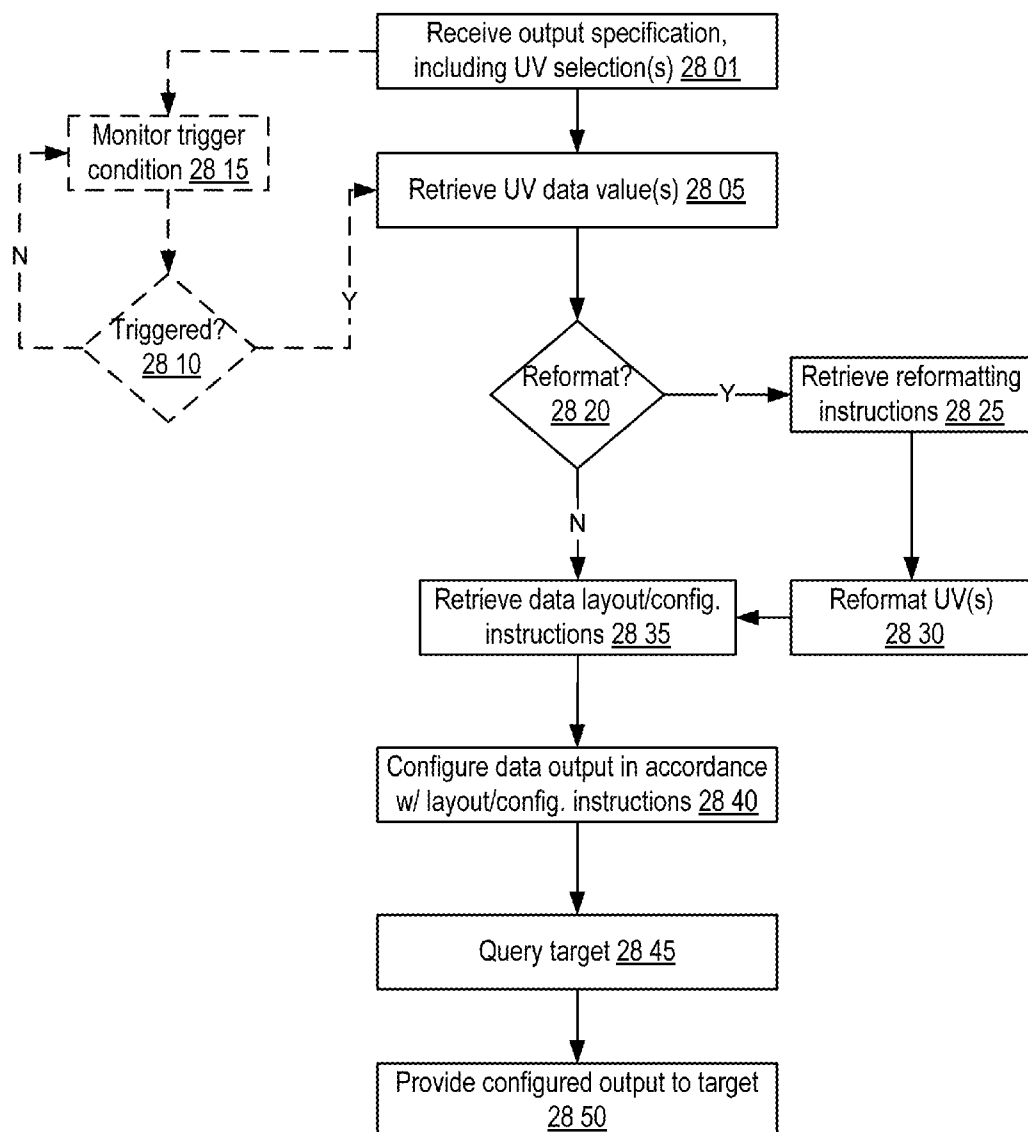 Receive output specification,
including UV selection(s) 28 01
Monitor trigger
condition 28 15
Retrieve UV data value(s) 28 05
N
Y
Triggered?
28 10
Reformat?
28 20
Y
Retrieve reformatting
instructions 28 25
N
Retrieve data layout/config.
instructions 28 35
Reformat UV(s)
28 30
Configure data output in accordance
w/ layout/config. instructions 28 40
Query target 28 45
Provide configured output to target
28 50